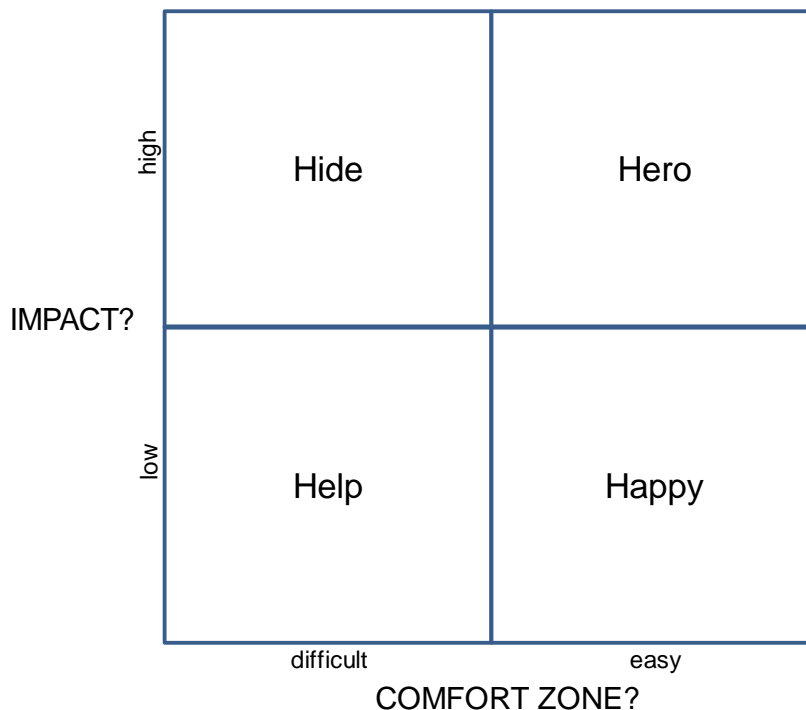 high
Hide
Hero
IMPACT?
low
Help
Happy
difficult
easy
COMFORT ZONE?